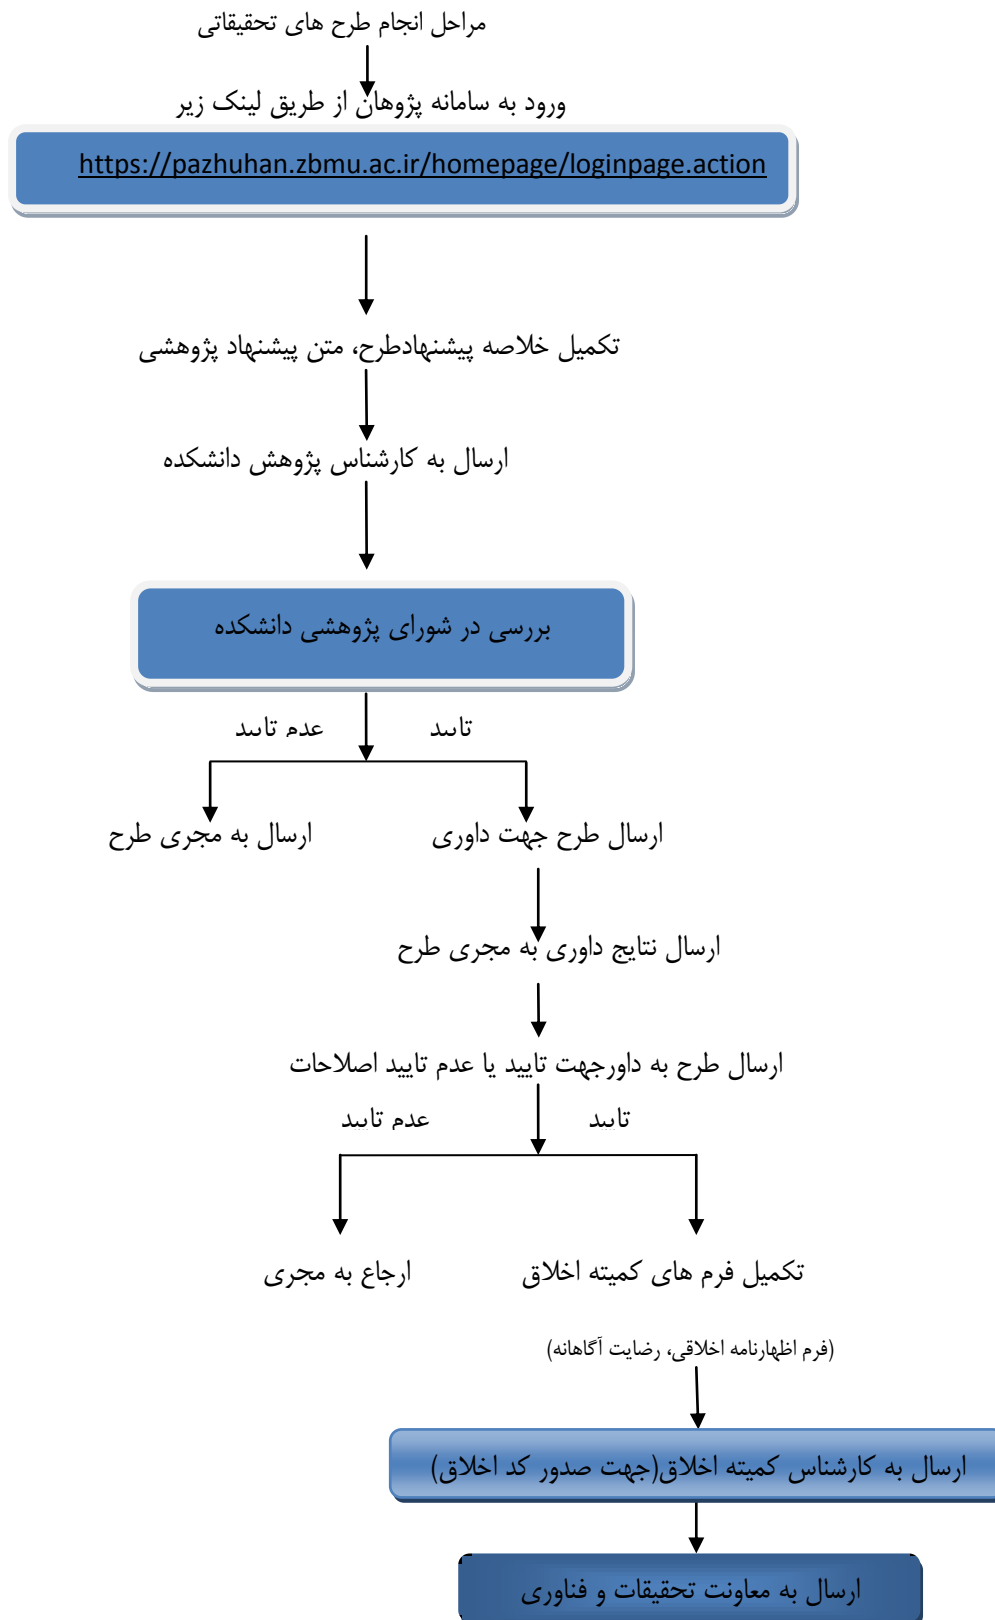 مراحل انجام طرح های تحقیقاتی
ورود به سامانه پژوهان از طریق لینک زیر
https://pazhuhan.zbmu.ac.ir/homepage/loginpage.action
تکمیل خلاصه پیشنهادطرح، متن پیشنهاد پژوهشی
ارسال به کارشناس پژوهش دانشکده
بررسی در شورای پژوهشی دانشکده
تایید
عدم تایید
ارسال طرح جهت داوری
ارسال به مجری طرح
ارسال نتایج داوری به مجری طرح
ارسال طرح به داورجهت تایید یا عدم تایید اصلاحات
تایید
عدم تایید
تکمیل فرم های کمیته اخلاق
ارجاع به مجری
(فرم اظهارنامه اخلاقی، رضایت آگاهانه)
ارسال به کارشناس کمیته اخلاق(جهت صدور کد اخلاق)
ارسال به معاونت تحقیقات و فناوری